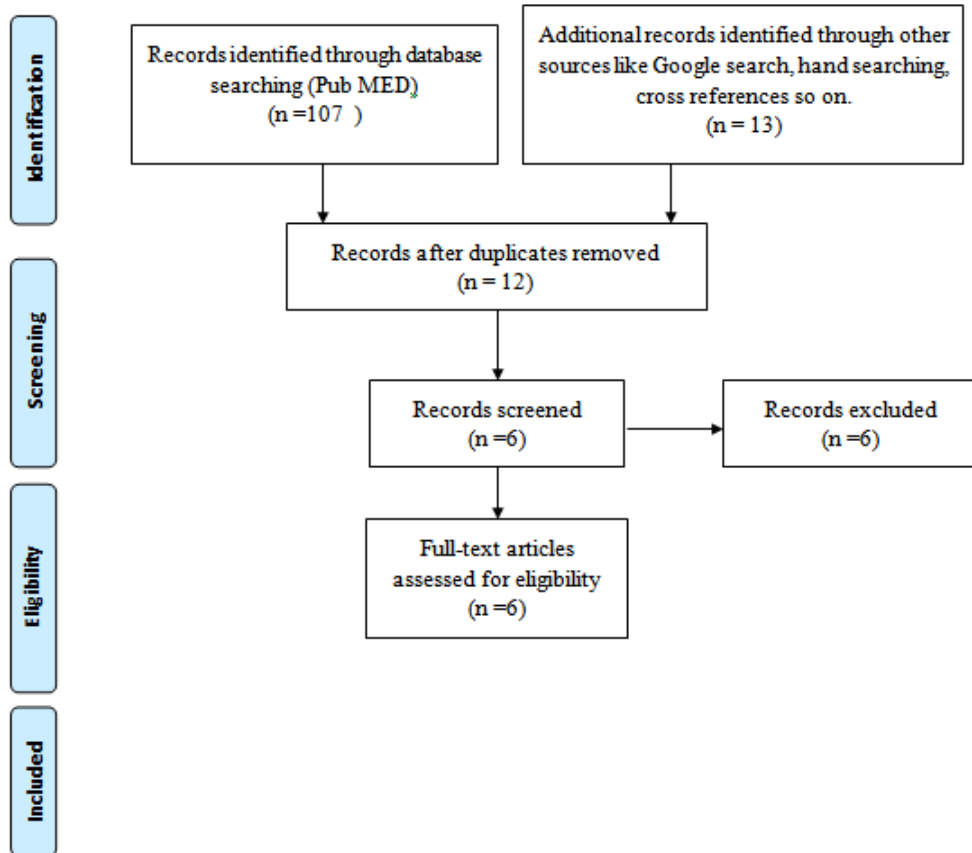 Identification
Records identified through database
searching (Pub MED)
(n =107 )
Additional records identified through other
sources like Google search, hand searching,
cross references so on.
(n = 13)
Records after duplicates removed
(n = 12)
Screening
Records screened
(n =6)
Records excluded
(n =6)
Eligibility
Full-text articles
assessed for eligibility
(n =6)
Included